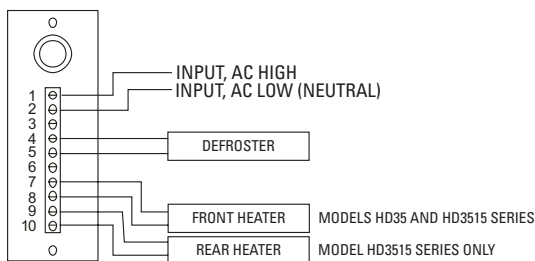 INPUT, AC HIGH
INPUT, AC LOW (NEUTRAL)
1
2
3
4
5
6
7
8
9
10
DEFROSTER
FRONT HEATER MODELS HD35 AND HD3515 SERIES
REAR HEATER MODEL HD3515 SERIES ONLY